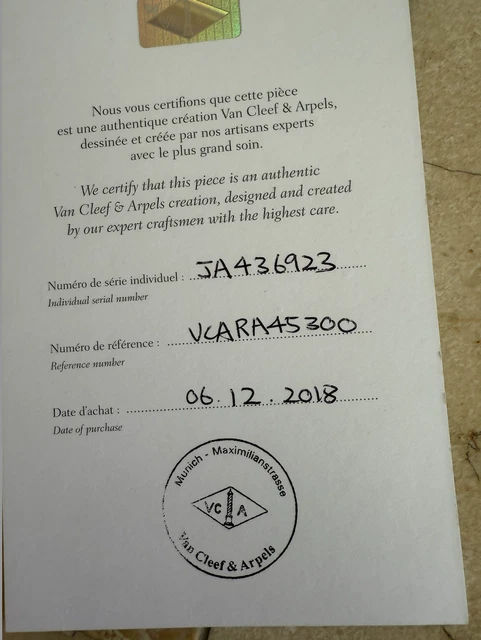 Nous vous certifions que cette pièce
est une authentique création Van Cleef & Arpels,
dessinée et créée par nos artisans experts
avec le plus grand soin.
We certify that this piece is an authentic
Van Cleef & Arpels creation, designed and created
by our expert craftsmen with the highest care.
Numéro de série individuel : JA436923
Individual serial number
Numéro de référence : VCARA45300
Reference number
Date d'achat : 06.12.2018
Date of purchase
Munich - Maximilianstrasse
VC A
Van Cleef & Arpels